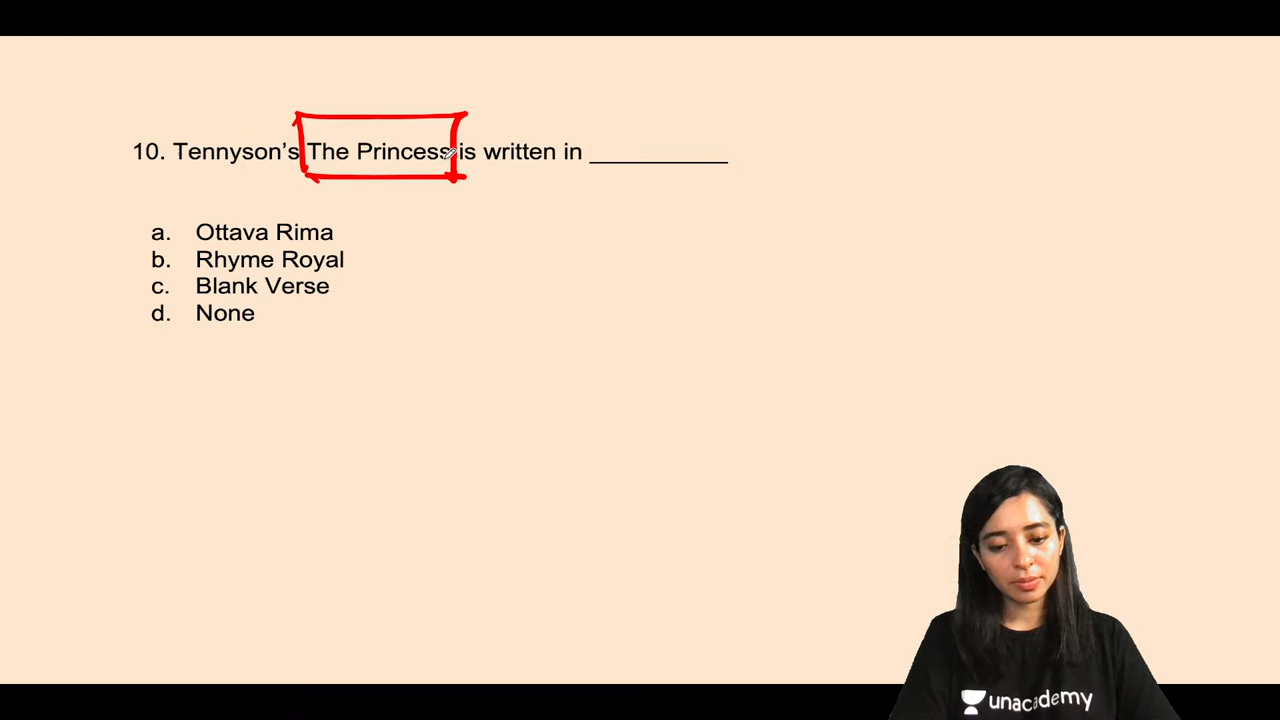 10. Tennyson’s The Princess is written in ___________
a. Ottava Rima
b. Rhyme Royal
c. Blank Verse
d. None
unacademy